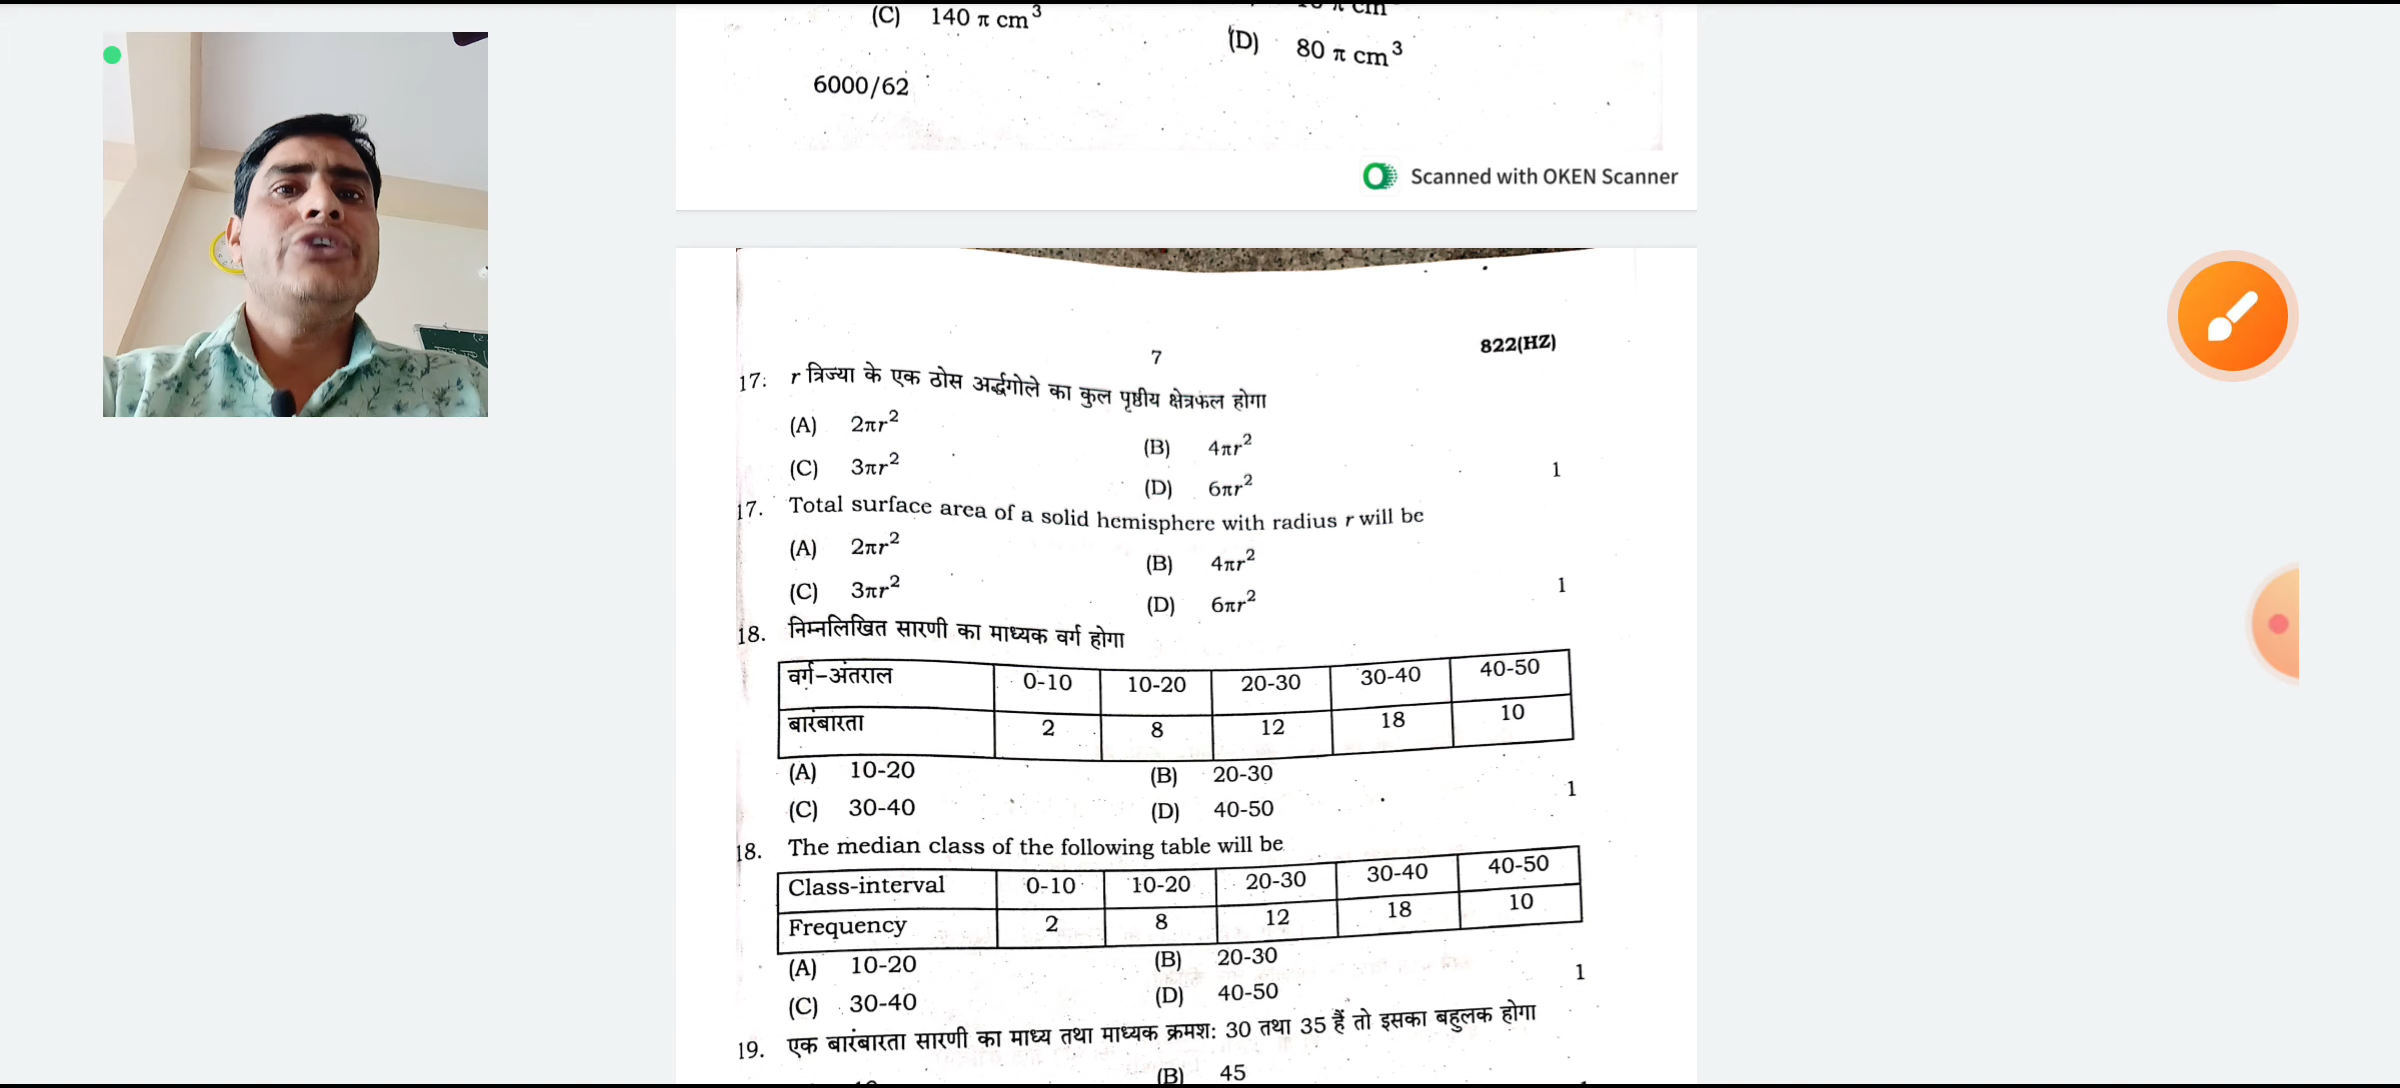 (C) 140 π cm³
π cm
(D) 80 π cm³
6000/62
Scanned with OKEN Scanner
7
822(HZ)
17. r त्रिज्या के एक ठोस अर्द्धगोले का कुल पृष्ठीय क्षेत्रफल होगा
(A) 2πr² (B) 4πr²
(C) 3πr² (D) 6πr² 1
17. Total surface area of a solid hemisphere with radius r will be
(A) 2πr² (B) 4πr²
(C) 3πr² (D) 6πr² 1
18. निम्नलिखित सारणी का माध्यक वर्ग होगा
वर्ग-अंतराल 0-10 10-20 20-30 30-40 40-50
बारंबारता 2 8 12 18 10
(A) 10-20 (B) 20-30
(C) 30-40 (D) 40-50 1
18. The median class of the following table will be
Class-interval 0-10 10-20 20-30 30-40 40-50
Frequency 2 8 12 18 10
(A) 10-20 (B) 20-30
(C) 30-40 (D) 40-50 1
19. एक बारंबारता सारणी का माध्य तथा माध्यक क्रमश: 30 तथा 35 हैं तो इसका बहुलक होगा
(B) 45